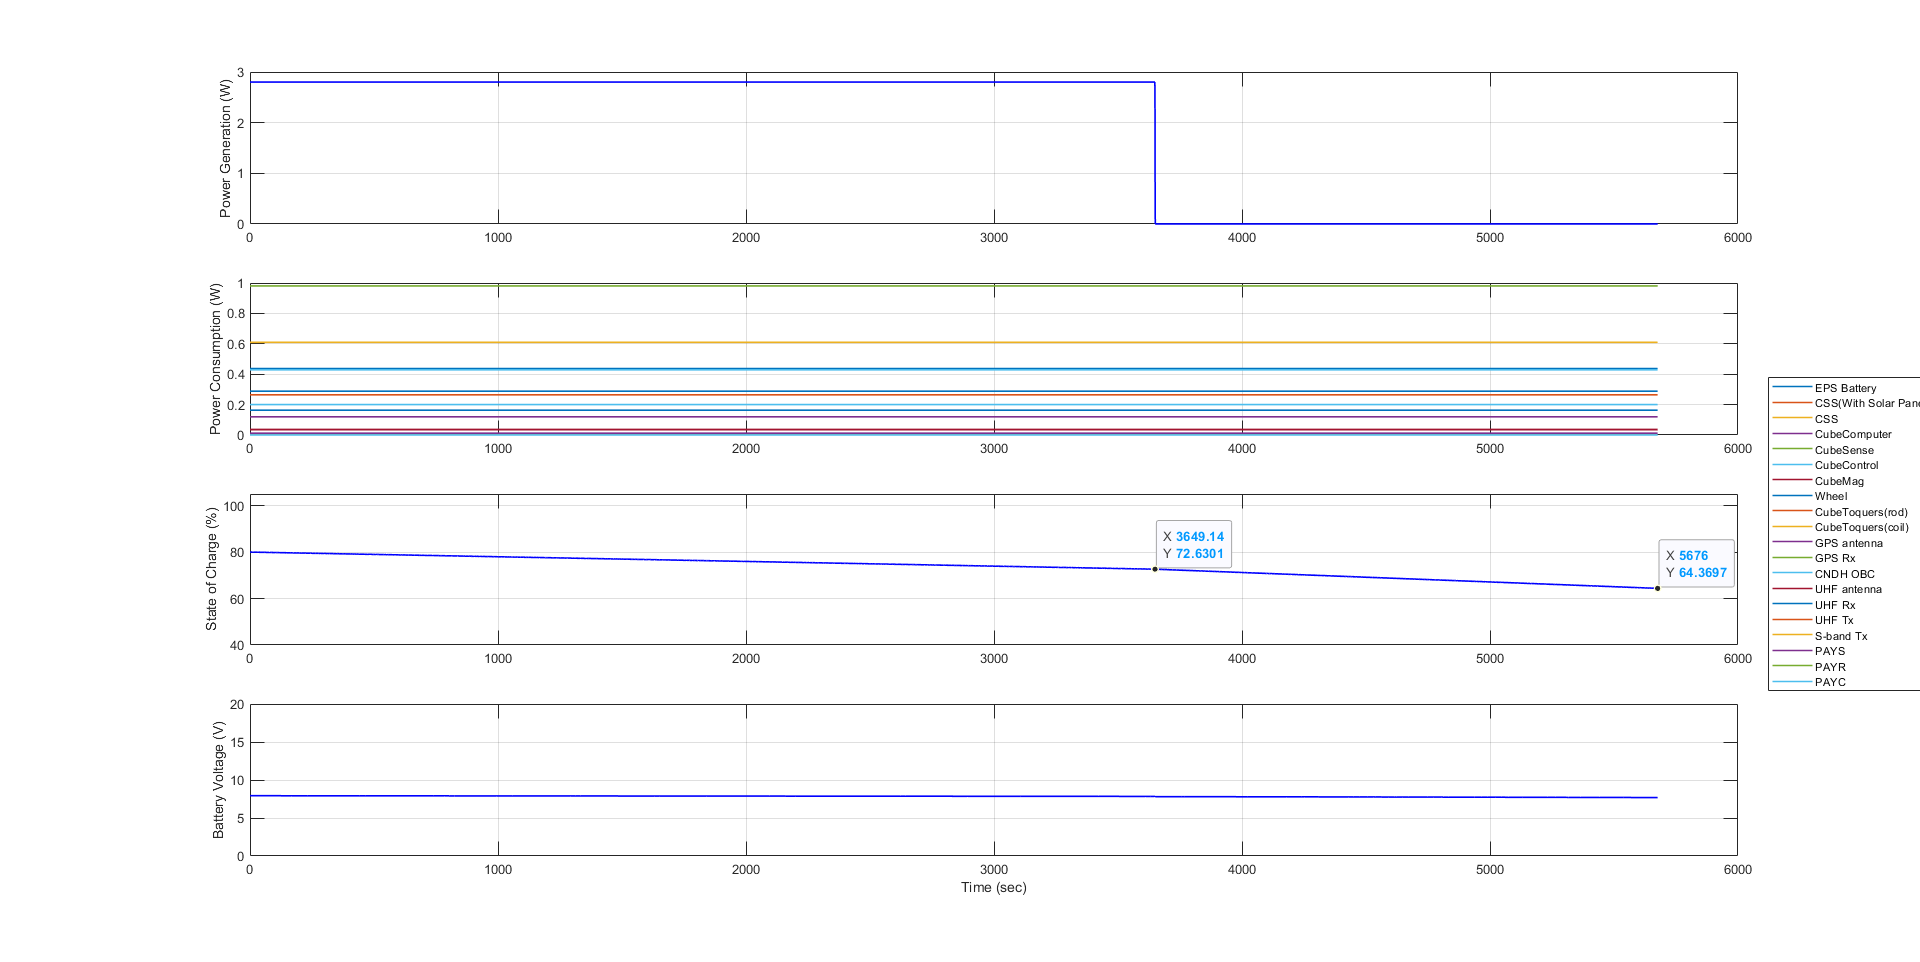 Power Generation (W)
3
2
1
0
0 1000 2000 3000 4000 5000 6000
Power Consumption (W)
1
0.8
0.6
0.4
0.2
0
0 1000 2000 3000 4000 5000 6000
State of Charge (%)
100
80
60
40
X 3649.14
Y 72.6301
X 5676
Y 64.3697
0 1000 2000 3000 4000 5000 6000
Battery Voltage (V)
20
15
10
5
0
0 1000 2000 3000 4000 5000 6000
Time (sec)
EPS Battery
CSS(With Solar Pane
CSS
CubeComputer
CubeSense
CubeControl
CubeMag
Wheel
CubeToquers(rod)
CubeToquers(coil)
GPS antenna
GPS Rx
CNDH OBC
UHF antenna
UHF Rx
UHF Tx
S-band Tx
PAYS
PAYR
PAYC